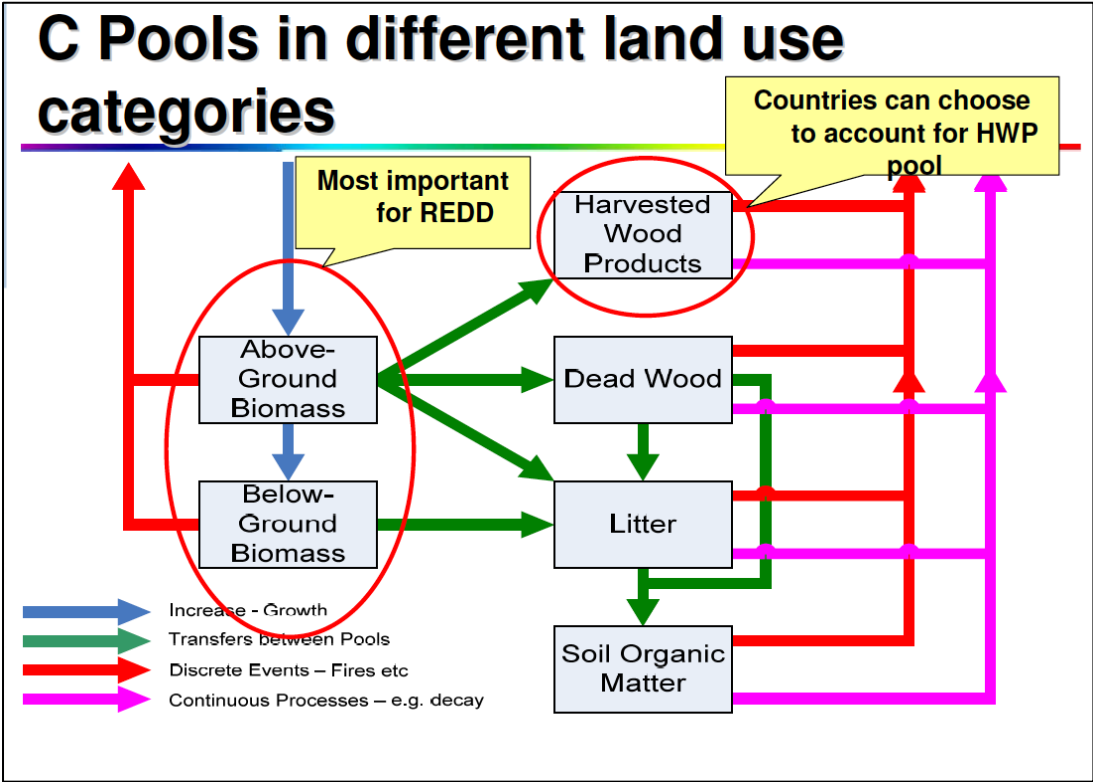 C Pools in different land use
categories
Countries can choose
to account for HWP
pool
Most important
for REDD
Harvested
Wood
Products
Above-
Ground
Biomass
Dead Wood
Below-
Ground
Biomass
Litter
Soil Organic
Matter
Increase - Growth
Transfers between Pools
Discrete Events – Fires etc
Continuous Processes – e.g. decay